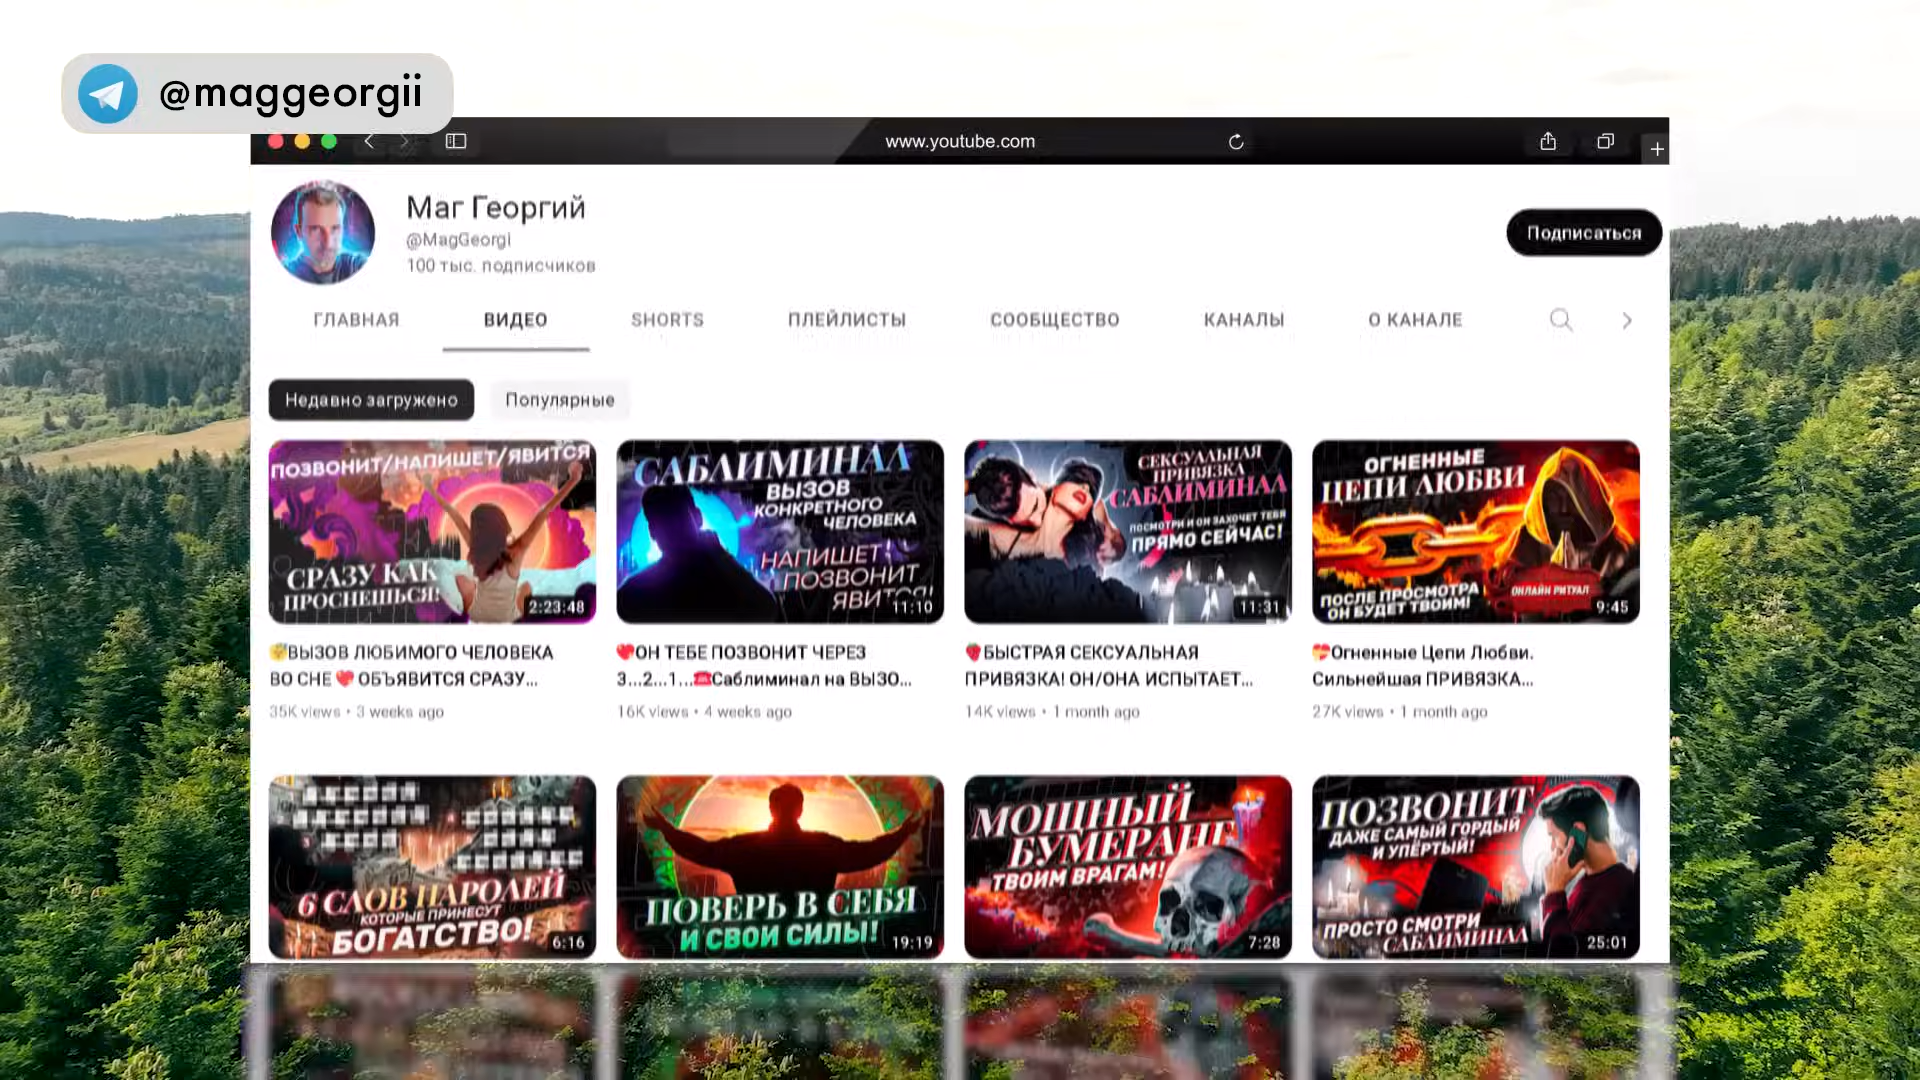 @maggeorgii
www.youtube.com
Маг Георгий
@MagGeorgi
100 тыс. подписчиков
Подписаться
ГЛАВНАЯ
ВИДЕО
SHORTS
ПЛЕЙЛИСТЫ
СООБЩЕСТВО
КАНАЛЫ
О КАНАЛЕ
Недавно загружено
Популярные
ПОЗВОНИТ/НАПИШЕТ/ЯВИТСЯ
СРАЗУ КАК
ПРОСНЕШЬСЯ!
2:23:48
САБЛИМИНАЛ
ВЫЗОВ
КОНКРЕТНОГО
ЧЕЛОВЕКА
НАПИШЕТ
ПОЗВОНИТ
ЯВИТСЯ!
11:10
СЕКСУАЛЬНАЯ
ПРИВЯЗКА
САБЛИМИНАЛ
ПОСМОТРИ И ОН ЗАХОЧЕТ ТЕБЯ
ПРЯМО СЕЙЧАС!
11:31
ОГНЕННЫЕ
ЦЕПИ ЛЮБВИ
ОНЛАЙН РИТУАЛ
ПОСЛЕ ПРОСМОТРА
ОН БУДЕТ ТВОИМ!
9:45
ВЫЗОВ ЛЮБИМОГО ЧЕЛОВЕКА
ВО СНЕ❤️ ОБЪЯВИТСЯ СРАЗУ...
35K views • 3 weeks ago
❤️ОН ТЕБЕ ПОЗВОНИТ ЧЕРЕЗ
3...2...1...☎️Саблиминал на ВЫЗО...
16K views • 4 weeks ago
🍓БЫСТРАЯ СЕКСУАЛЬНАЯ
ПРИВЯЗКА! ОН/ОНА ИСПЫТАЕТ...
14K views • 1 month ago
💝Огненные Цепи Любви.
Сильнейшая ПРИВЯЗКА...
27K views • 1 month ago
6 СЛОВ ПАРОЛЕЙ
КОТОРЫЕ ПРИНЕСУТ
БОГАТСТВО!
6:16
ПОВЕРЬ В СЕБЯ
И СВОИ СИЛЫ!
19:19
МОЩНЫЙ
БУМЕРАНГ
ТВОИМ ВРАГАМ!
7:28
ПОЗВОНИТ
ДАЖЕ САМЫЙ ГОРДЫЙ
И УПЁРТЫЙ!
ПРОСТО СМОТРИ
САБЛИМИНАЛ
25:01